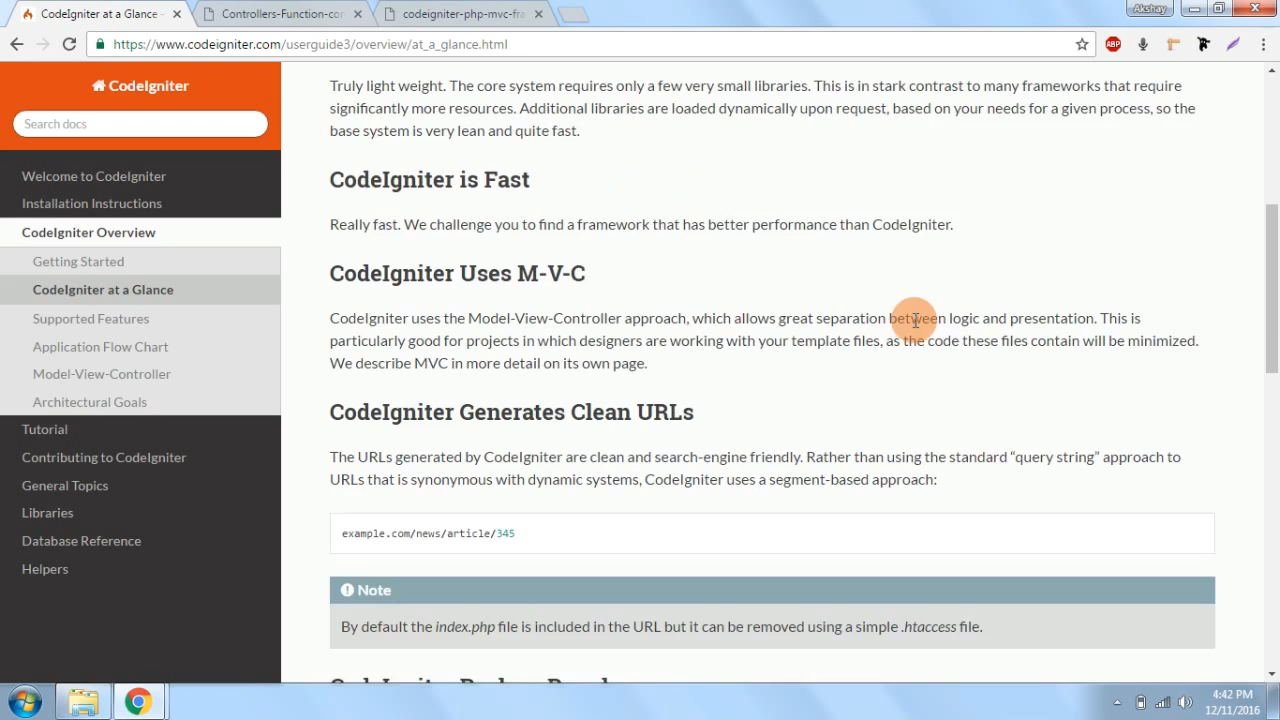 CodeIgniter at a Glance –
Controllers-Function-con
codeigniter-php-mvc-fra
Akshay
https://www.codeigniter.com/userguide3/overview/at_a_glance.html
ABP
CodeIgniter
Search docs
Welcome to CodeIgniter
Installation Instructions
CodeIgniter Overview
Getting Started
CodeIgniter at a Glance
Supported Features
Application Flow Chart
Model-View-Controller
Architectural Goals
Tutorial
Contributing to CodeIgniter
General Topics
Libraries
Database Reference
Helpers
Truly light weight. The core system requires only a few very small libraries. This is in stark contrast to many frameworks that require
significantly more resources. Additional libraries are loaded dynamically upon request, based on your needs for a given process, so the
base system is very lean and quite fast.
CodeIgniter is Fast
Really fast. We challenge you to find a framework that has better performance than CodeIgniter.
CodeIgniter Uses M-V-C
CodeIgniter uses the Model-View-Controller approach, which allows great separation between logic and presentation. This is
particularly good for projects in which designers are working with your template files, as the code these files contain will be minimized.
We describe MVC in more detail on its own page.
CodeIgniter Generates Clean URLs
The URLs generated by CodeIgniter are clean and search-engine friendly. Rather than using the standard “query string” approach to
URLs that is synonymous with dynamic systems, CodeIgniter uses a segment-based approach:
example.com/news/article/345
Note
By default the index.php file is included in the URL but it can be removed using a simple .htaccess file.
4:42 PM
12/11/2016